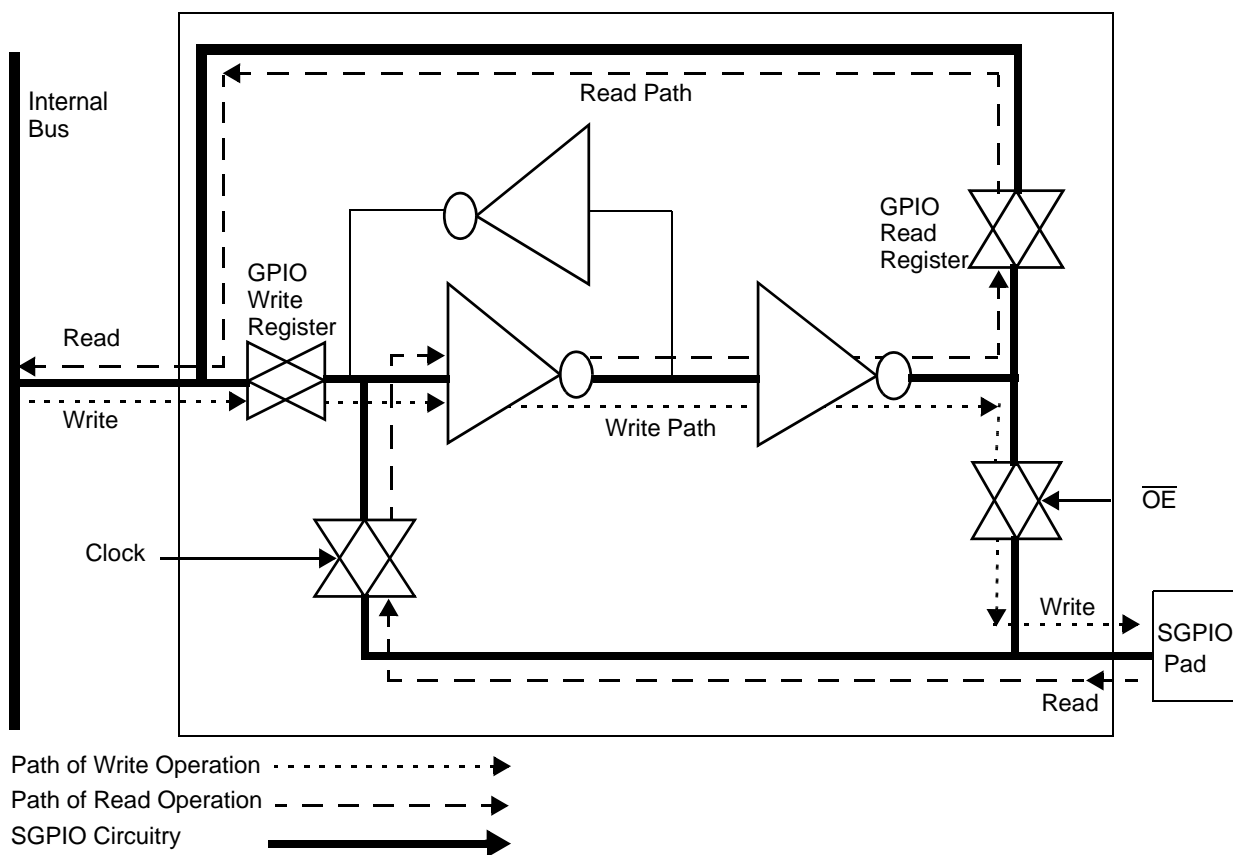 Internal
Bus
Read Path
GPIO
Read
Register
GPIO
Write
Register
Read
Write
Write Path
O̅E̅
Clock
Write
SGPIO
Pad
Read
Path of Write Operation
Path of Read Operation
SGPIO Circuitry